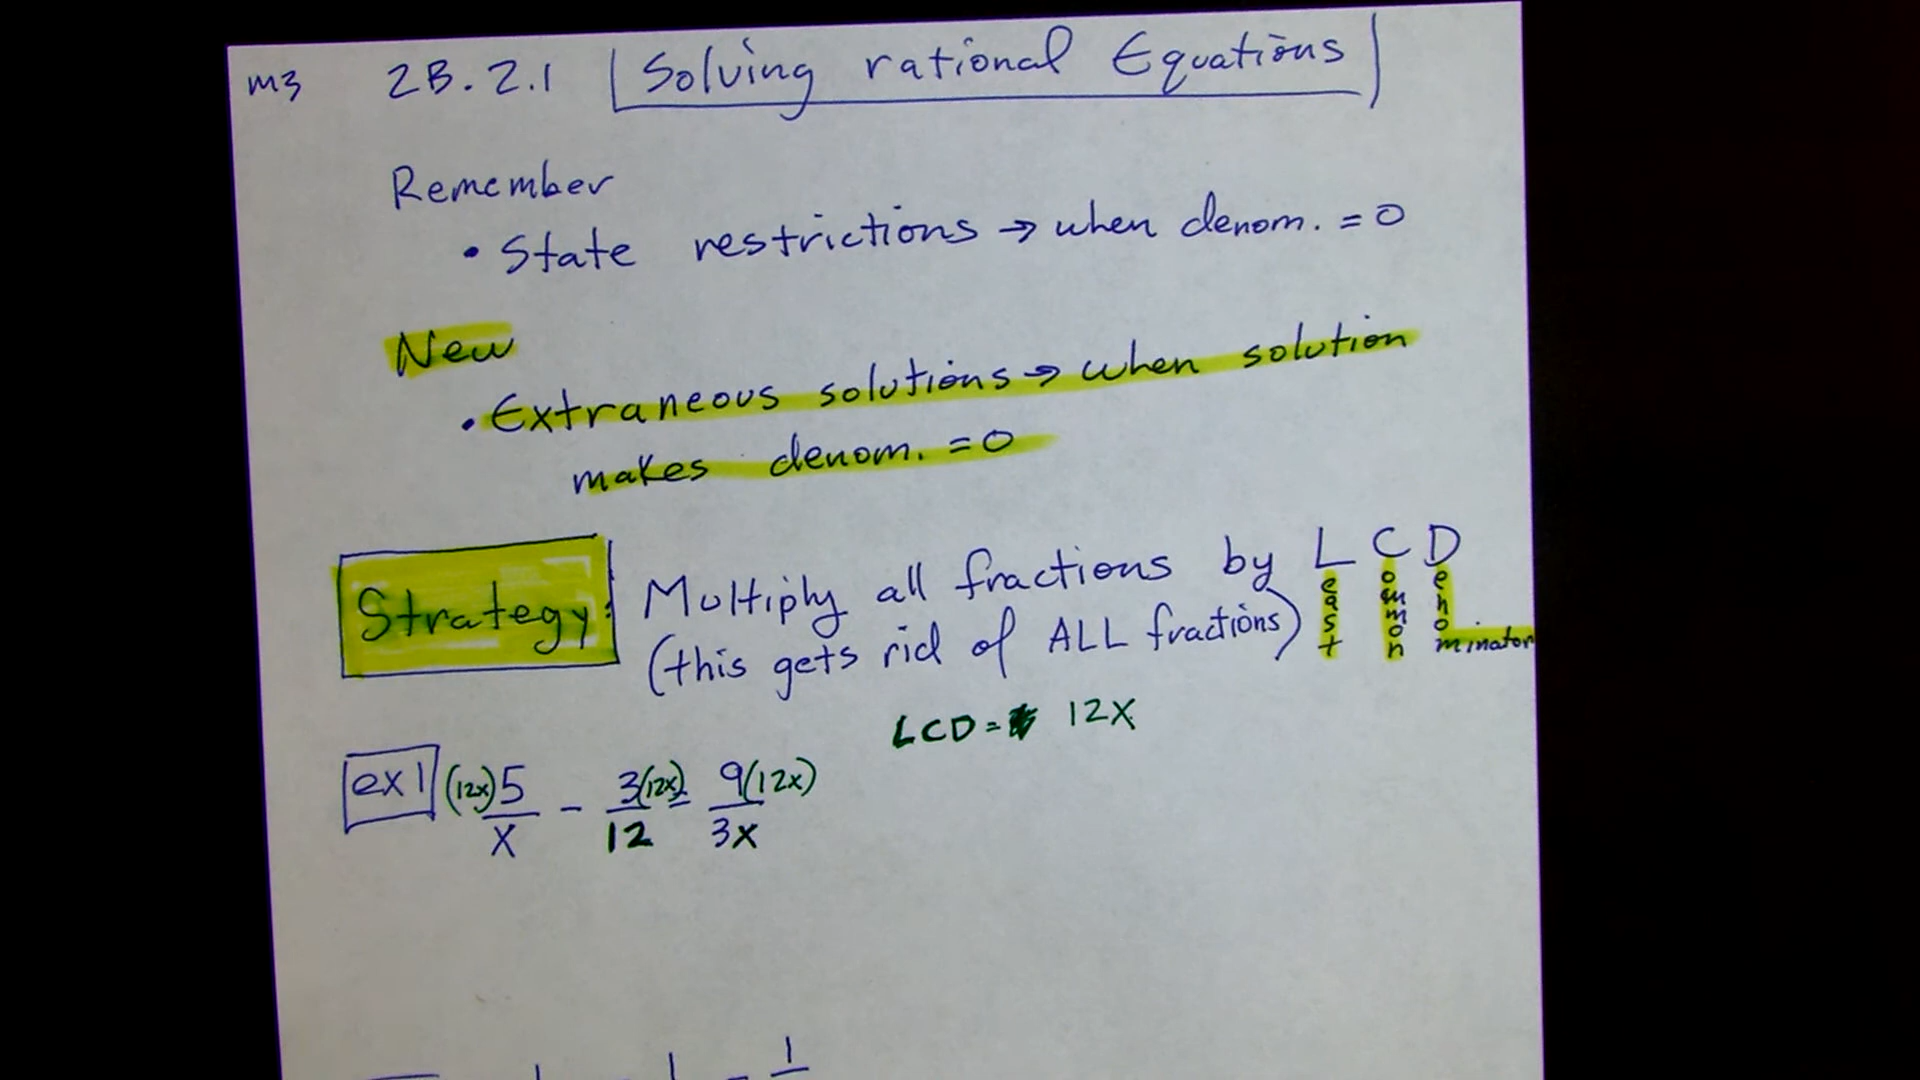 m3 2B.2.1 Solving rational Equations
Remember
• State restrictions → when denom. = 0
New
• Extraneous solutions → when solution
makes denom. = 0
Strategy: Multiply all fractions by LCD
Least Common Denominator
(this gets rid of ALL fractions)
LCD = 12x
ex 1 (12x)5/x - 3(12x)/12 = 9(12x)/3x
1